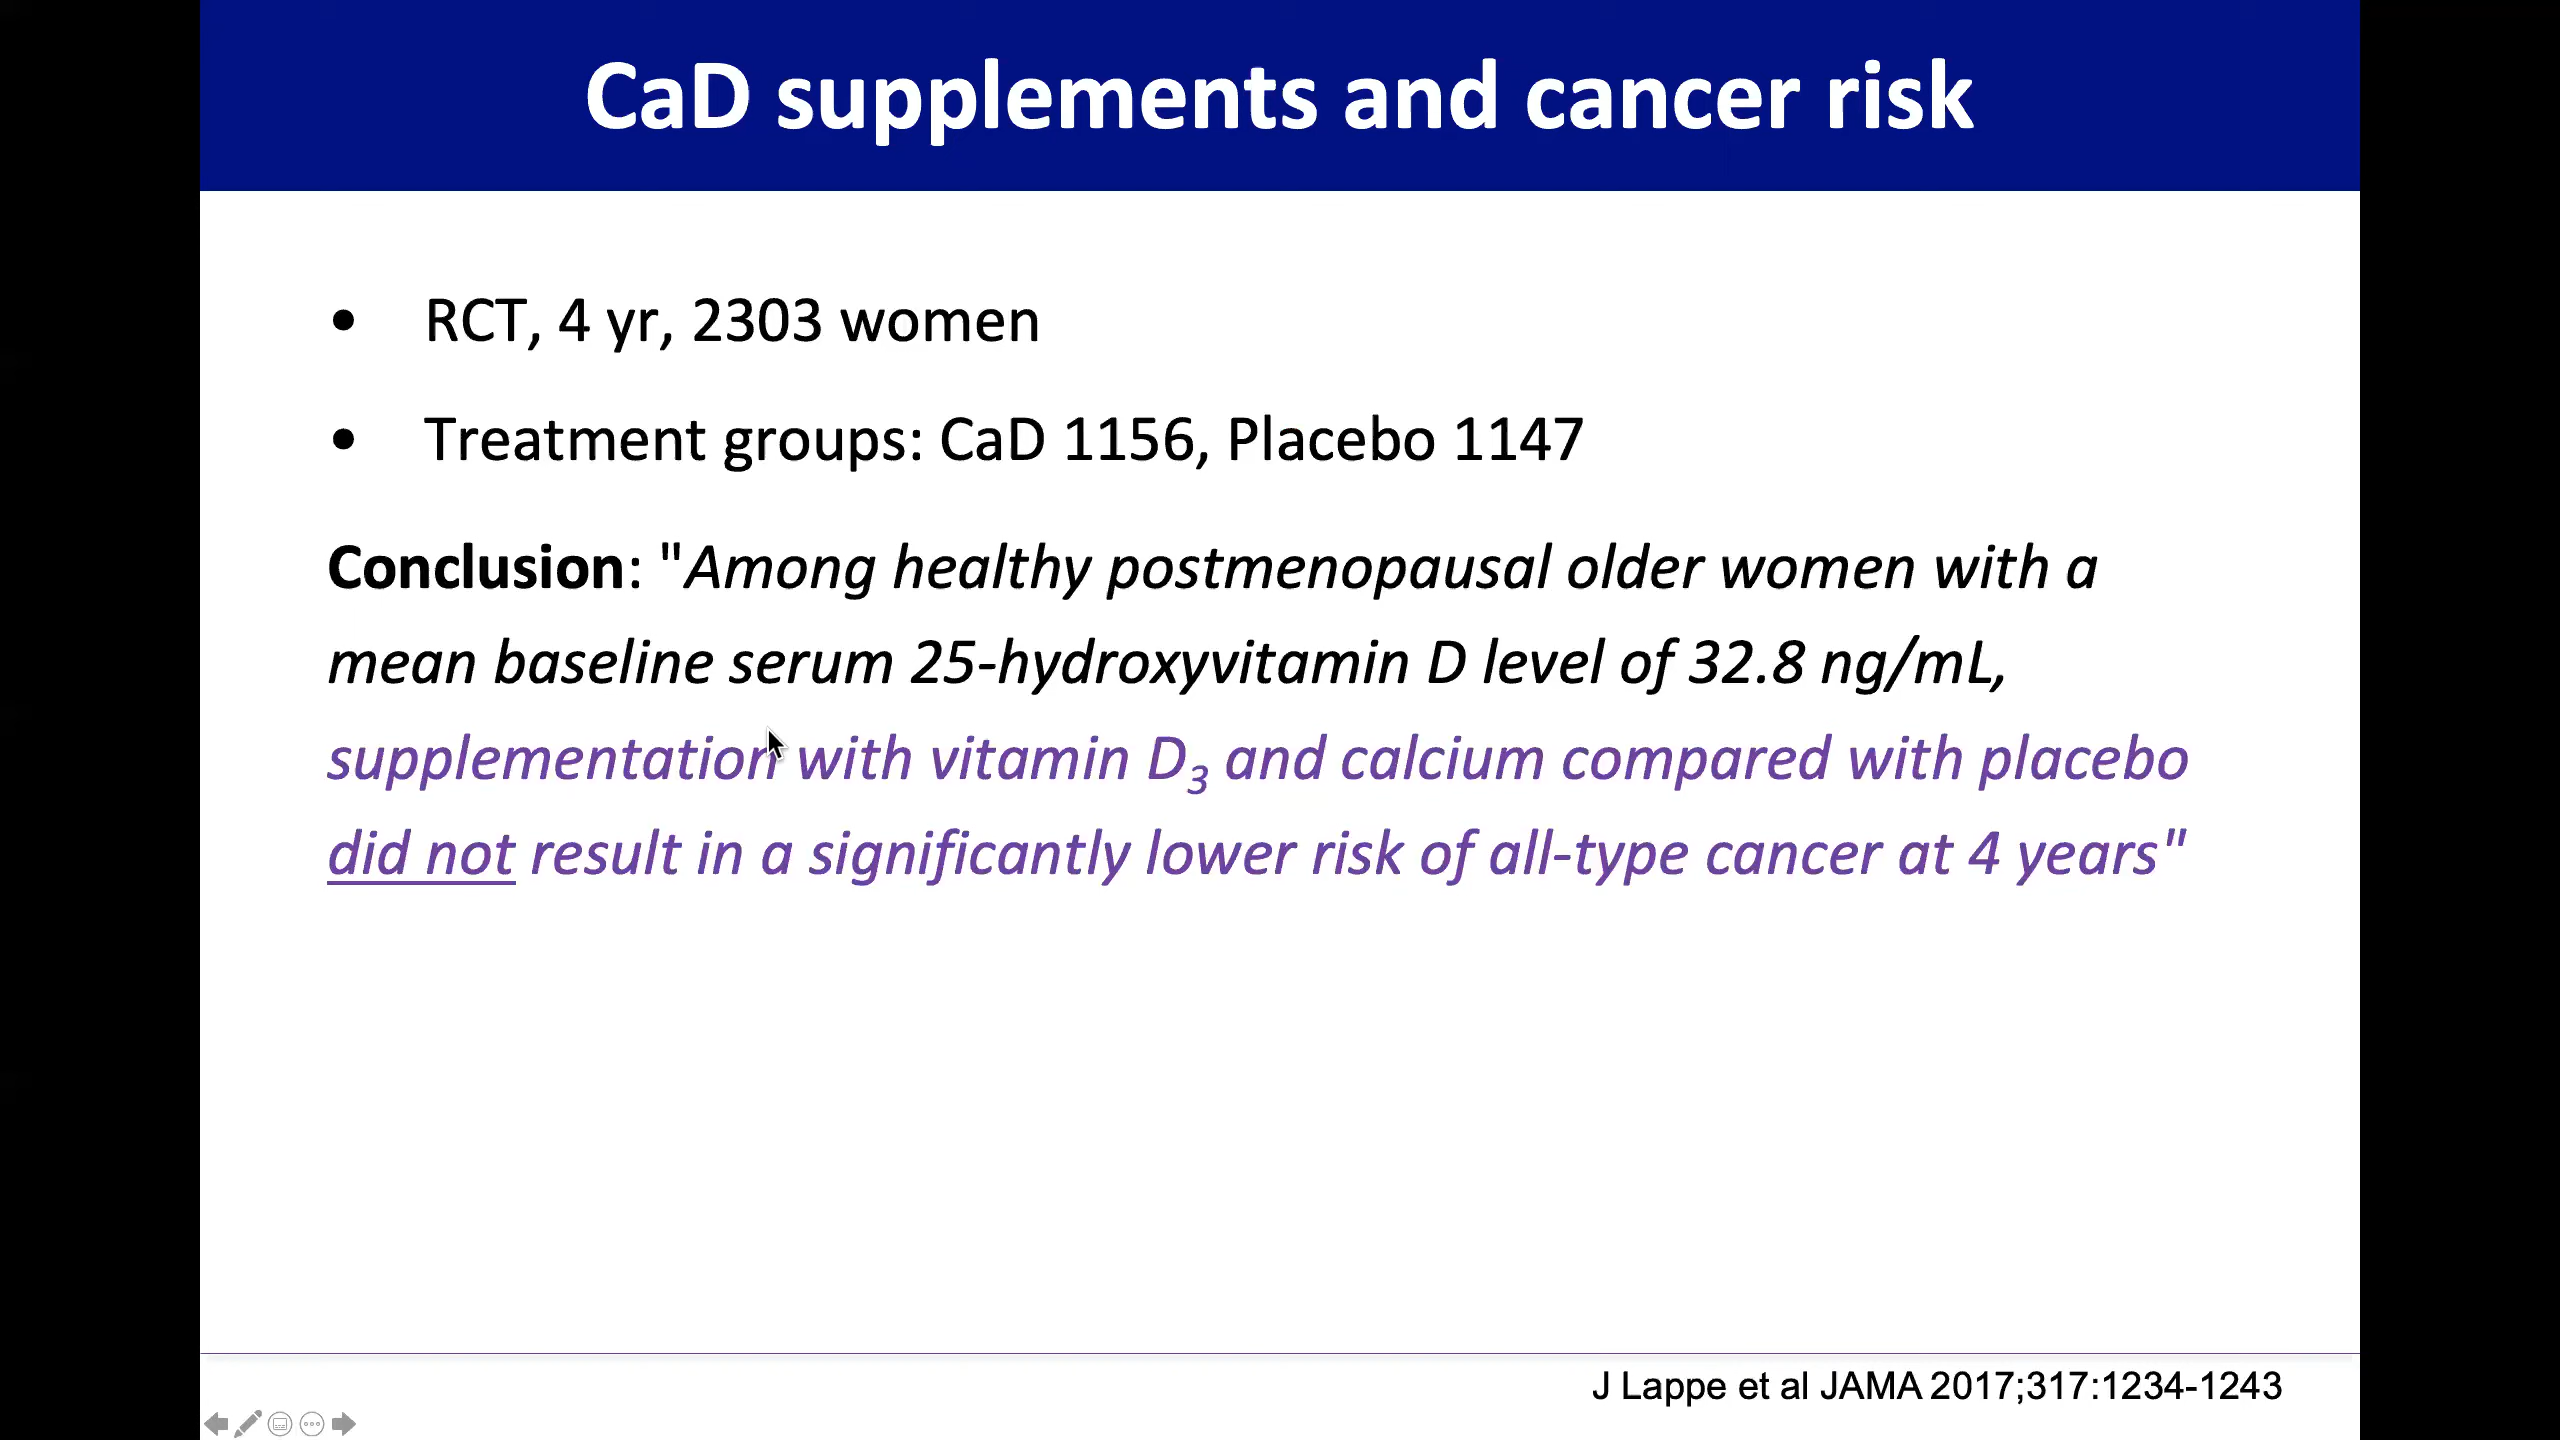 CaD supplements and cancer risk
• RCT, 4 yr, 2303 women
• Treatment groups: CaD 1156, Placebo 1147
Conclusion: "Among healthy postmenopausal older women with a
mean baseline serum 25-hydroxyvitamin D level of 32.8 ng/mL,
supplementation with vitamin D₃ and calcium compared with placebo
did not result in a significantly lower risk of all-type cancer at 4 years"
J Lappe et al JAMA 2017;317:1234-1243